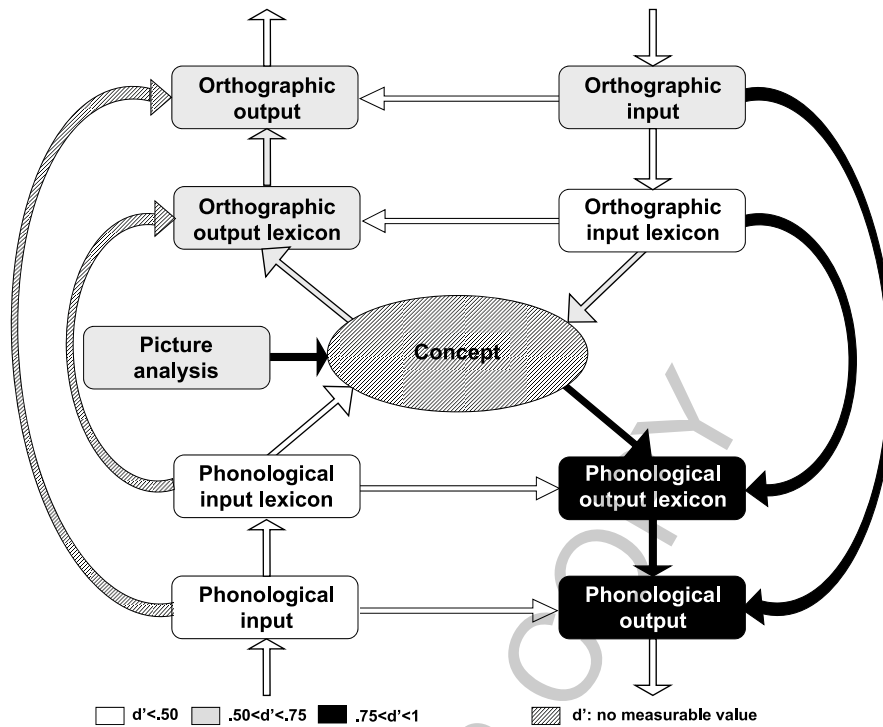 Orthographic
output
Orthographic
input
Orthographic
output lexicon
Orthographic
input lexicon
Picture
analysis
Concept
Phonological
input lexicon
Phonological
output lexicon
Phonological
input
Phonological
output
COPY
d'<.50
.50<d'<.75
.75<d'<1
d': no measurable value